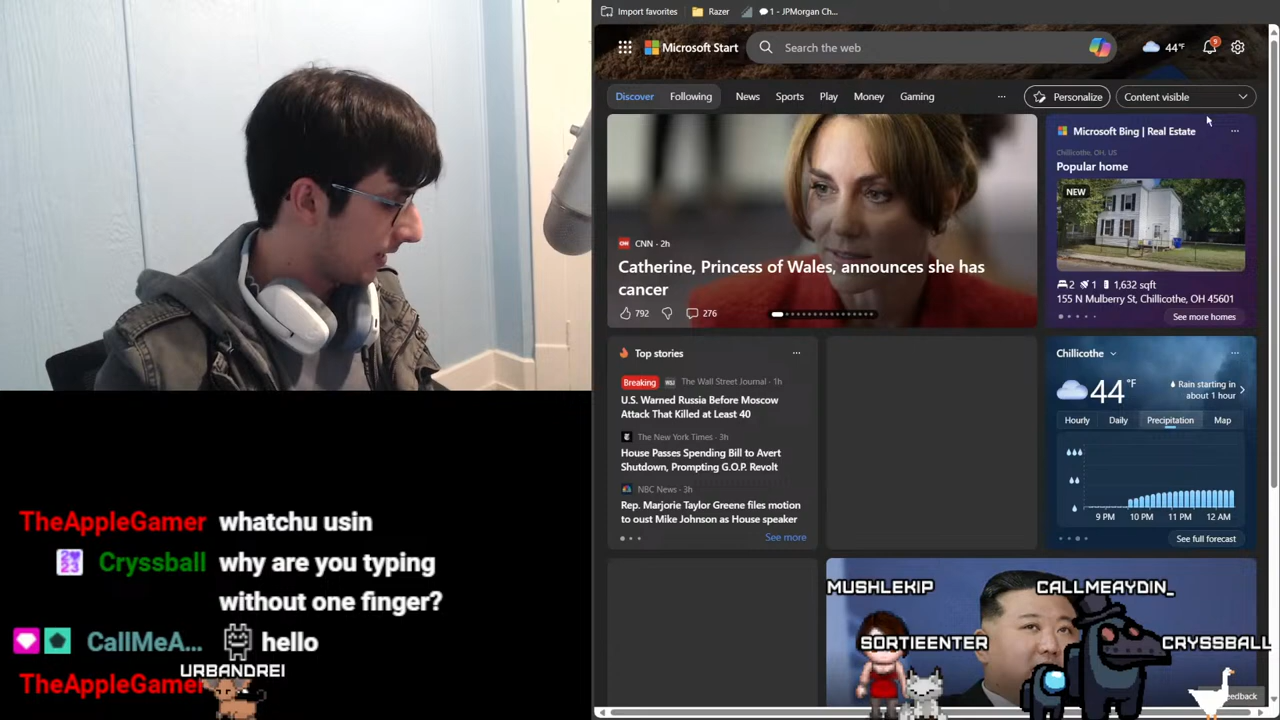 Import favorites
Razer
1 - JPMorgan Ch...
Microsoft Start
Search the web
44°F
9
Discover
Following
News
Sports
Play
Money
Gaming
...
Personalize
Content visible
CNN · 2h
Catherine, Princess of Wales, announces she has
cancer
792
276
Microsoft Bing | Real Estate
...
Chillicothe, OH, US
Popular home
NEW
2
1
1,632 sqft
155 N Mulberry St, Chillicothe, OH 45601
See more homes
Top stories
...
Breaking
WSJ
The Wall Street Journal · 1h
U.S. Warned Russia Before Moscow
Attack That Killed at Least 40
The New York Times · 3h
House Passes Spending Bill to Avert
Shutdown, Prompting G.O.P. Revolt
NBC News · 3h
Rep. Marjorie Taylor Greene files motion
to oust Mike Johnson as House speaker
See more
Chillicothe
...
44°F
Rain starting in
about 1 hour
Hourly
Daily
Precipitation
Map
9 PM
10 PM
11 PM
12 AM
See full forecast
TheAppleGamer whatchu usin
2023 Cryssball why are you typing
without one finger?
CallMeA... hello
TheAppleGamer
URBANDREI
MUSHLEKIP
CALLMEAYDIN_
SORTIEENTER
CRYSSBALL